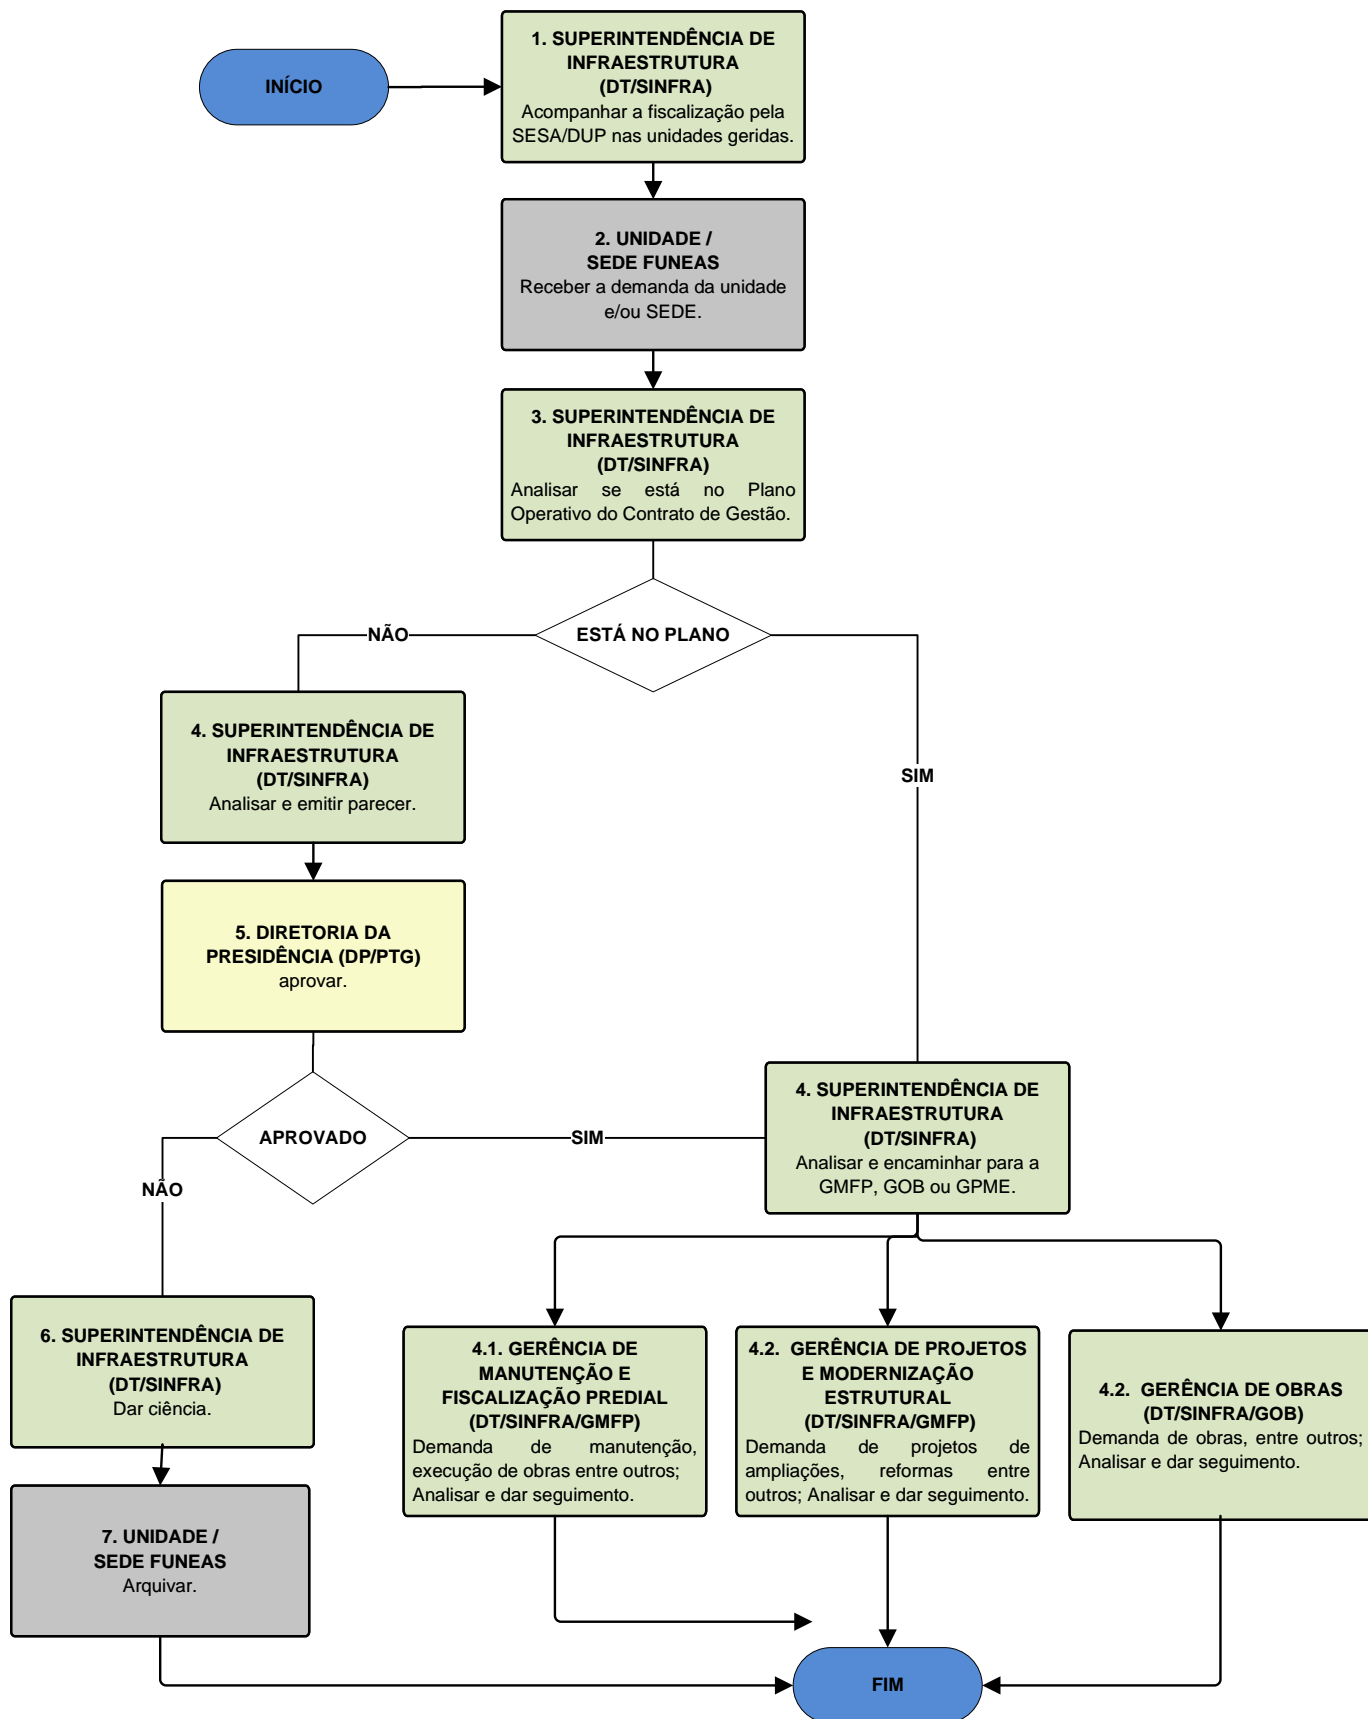 INÍCIO
1. SUPERINTENDÊNCIA DE
INFRAESTRUTURA
(DT/SINFRA)
Acompanhar a fiscalização pela
SESA/DUP nas unidades geridas.
2. UNIDADE /
SEDE FUNEAS
Receber a demanda da unidade
e/ou SEDE.
3. SUPERINTENDÊNCIA DE
INFRAESTRUTURA
(DT/SINFRA)
Analisar se está no Plano
Operativo do Contrato de Gestão.
ESTÁ NO PLANO
NÃO
SIM
4. SUPERINTENDÊNCIA DE
INFRAESTRUTURA
(DT/SINFRA)
Analisar e emitir parecer.
5. DIRETORIA DA
PRESIDÊNCIA (DP/PTG)
aprovar.
APROVADO
SIM
NÃO
4. SUPERINTENDÊNCIA DE
INFRAESTRUTURA
(DT/SINFRA)
Analisar e encaminhar para a
GMFP, GOB ou GPME.
6. SUPERINTENDÊNCIA DE
INFRAESTRUTURA
(DT/SINFRA)
Dar ciência.
7. UNIDADE /
SEDE FUNEAS
Arquivar.
4.1. GERÊNCIA DE
MANUTENÇÃO E
FISCALIZAÇÃO PREDIAL
(DT/SINFRA/GMFP)
Demanda de manutenção,
execução de obras entre outros;
Analisar e dar seguimento.
4.2. GERÊNCIA DE PROJETOS
E MODERNIZAÇÃO
ESTRUTURAL
(DT/SINFRA/GMFP)
Demanda de projetos de
ampliações, reformas entre
outros; Analisar e dar seguimento.
4.2. GERÊNCIA DE OBRAS
(DT/SINFRA/GOB)
Demanda de obras, entre outros;
Analisar e dar seguimento.
FIM